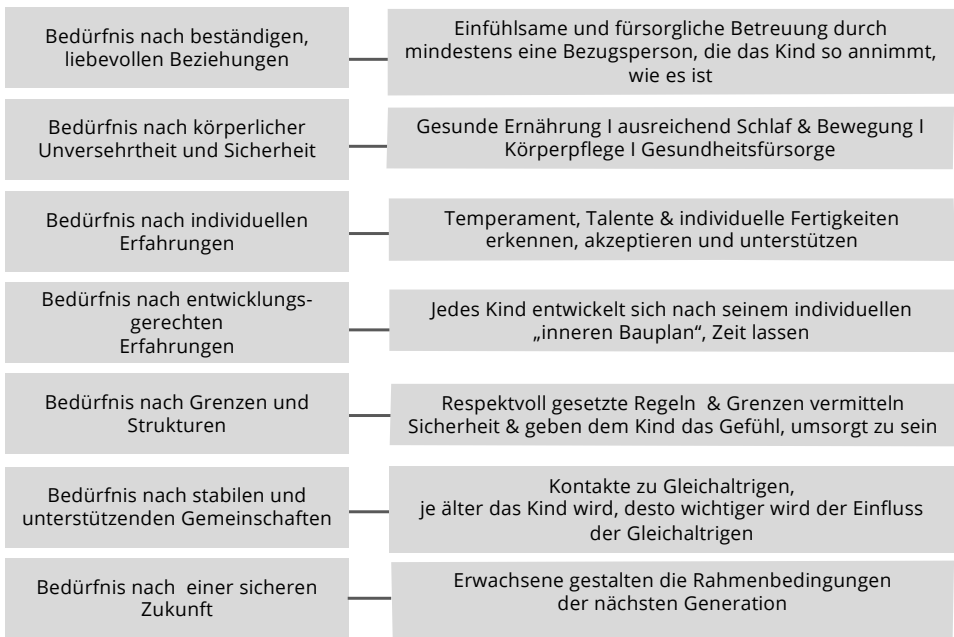 Bedürfnis nach beständigen,
liebevollen Beziehungen
Einfühlsame und fürsorgliche Betreuung durch
mindestens eine Bezugsperson, die das Kind so annimmt,
wie es ist
Bedürfnis nach körperlicher
Unversehrtheit und Sicherheit
Gesunde Ernährung I ausreichend Schlaf & Bewegung I
Körperpflege I Gesundheitsfürsorge
Bedürfnis nach individuellen
Erfahrungen
Temperament, Talente & individuelle Fertigkeiten
erkennen, akzeptieren und unterstützen
Bedürfnis nach entwicklungs-
gerechten
Erfahrungen
Jedes Kind entwickelt sich nach seinem individuellen
„inneren Bauplan“, Zeit lassen
Bedürfnis nach Grenzen und
Strukturen
Respektvoll gesetzte Regeln & Grenzen vermitteln
Sicherheit & geben dem Kind das Gefühl, umsorgt zu sein
Bedürfnis nach stabilen und
unterstützenden Gemeinschaften
Kontakte zu Gleichaltrigen,
je älter das Kind wird, desto wichtiger wird der Einfluss
der Gleichaltrigen
Bedürfnis nach einer sicheren
Zukunft
Erwachsene gestalten die Rahmenbedingungen
der nächsten Generation